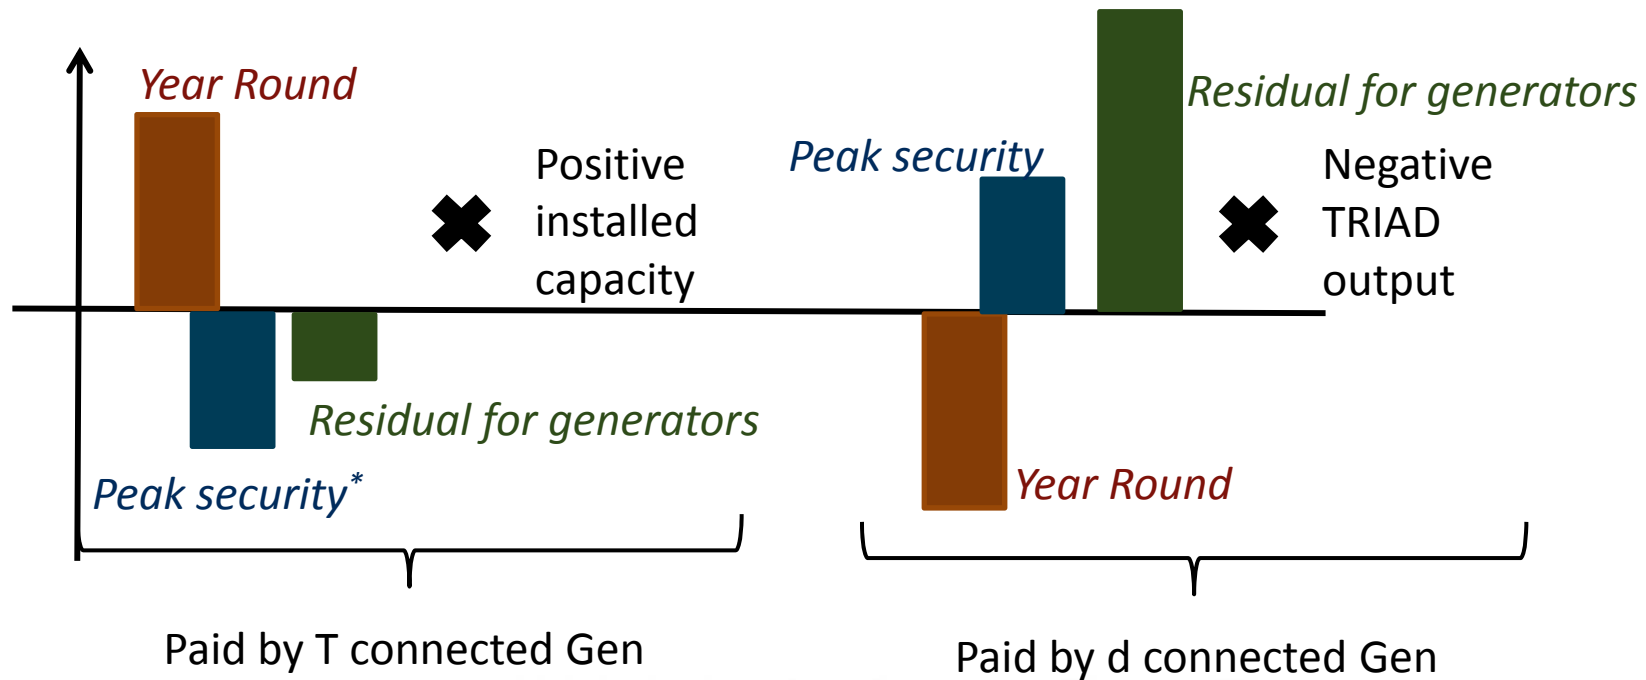 Year Round
Positive
installed
capacity
Residual for generators
Peak security*
Paid by T connected Gen
Residual for generators
Peak security
Negative
TRIAD
output
Year Round
Paid by d connected Gen